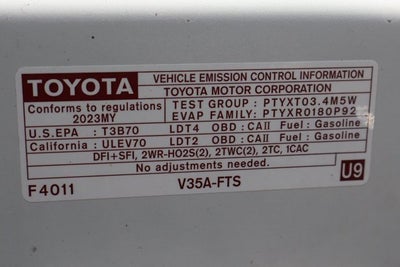 TOYOTA
VEHICLE EMISSION CONTROL INFORMATION
TOYOTA MOTOR CORPORATION
Conforms to regulations
2023MY
TEST GROUP : PTYXT03.4M5W
EVAP FAMILY: PTYXR0180P92
U.S.EPA : T3B70 LDT4 OBD : CAII Fuel : Gasoline
California : ULEV70 LDT2 OBD : CAII Fuel : Gasoline
DFI+SFI, 2WR-HO2S(2), 2TWC(2), 2TC, 1CAC
No adjustments needed.
F4011 V35A-FTS U9